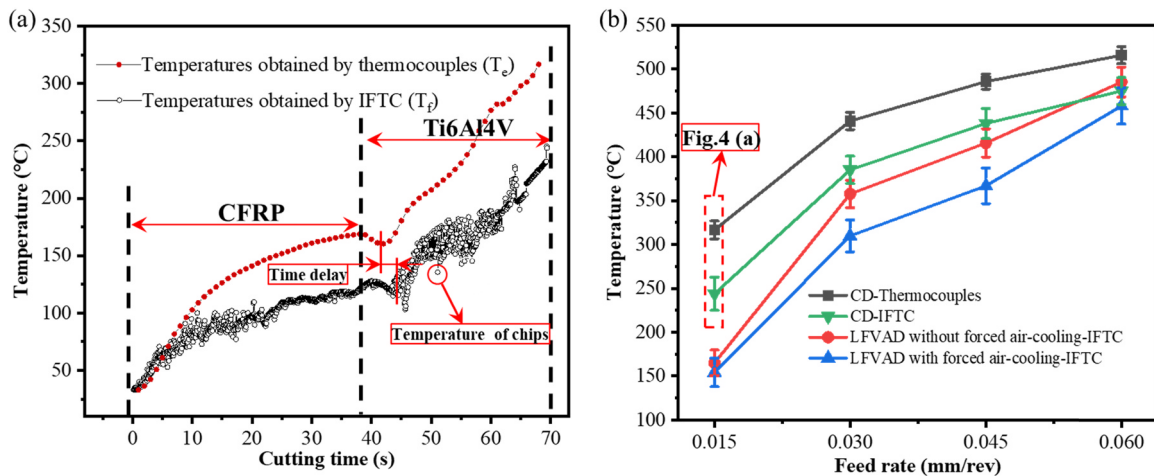 (a)
350
300
250
200
150
100
50
Temperature (°C)
Temperatures obtained by thermocouples (Te)
Temperatures obtained by IFTC (Tf)
Ti6Al4V
CFRP
Time delay
Temperature of chips
0 10 20 30 40 50 60 70
Cutting time (s)
(b)
550
500
450
400
350
300
250
200
150
100
Temperature (°C)
Fig.4 (a)
CD-Thermocouples
CD-IFTC
LFVAD without forced air-cooling-IFTC
LFVAD with forced air-cooling-IFTC
0.015 0.030 0.045 0.060
Feed rate (mm/rev)